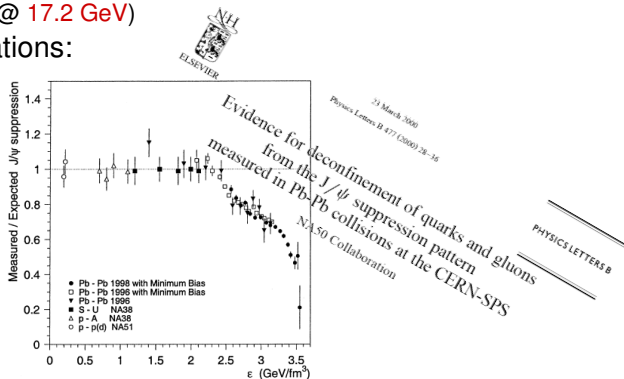 @ 17.2 GeV)
ations:
NH
ELSEVIER
23 March 2000
Physics Letters B 477 (2000) 28–36
PHYSICS LETTERS B
Evidence for deconfinement of quarks and gluons
from the J/ψ suppression pattern
measured in Pb-Pb collisions at the CERN-SPS
NA50 Collaboration
Measured / Expected J/ψ suppression
1.4
1.2
1
0.8
0.6
0.4
0.2
0
● Pb - Pb 1998 with Minimum Bias
□ Pb - Pb 1996 with Minimum Bias
▼ Pb - Pb 1996
■ S - U NA38
△ p - A NA38
○ p - p(d) NA51
0 0.5 1 1.5 2 2.5 3 3.5
ε (GeV/fm³)